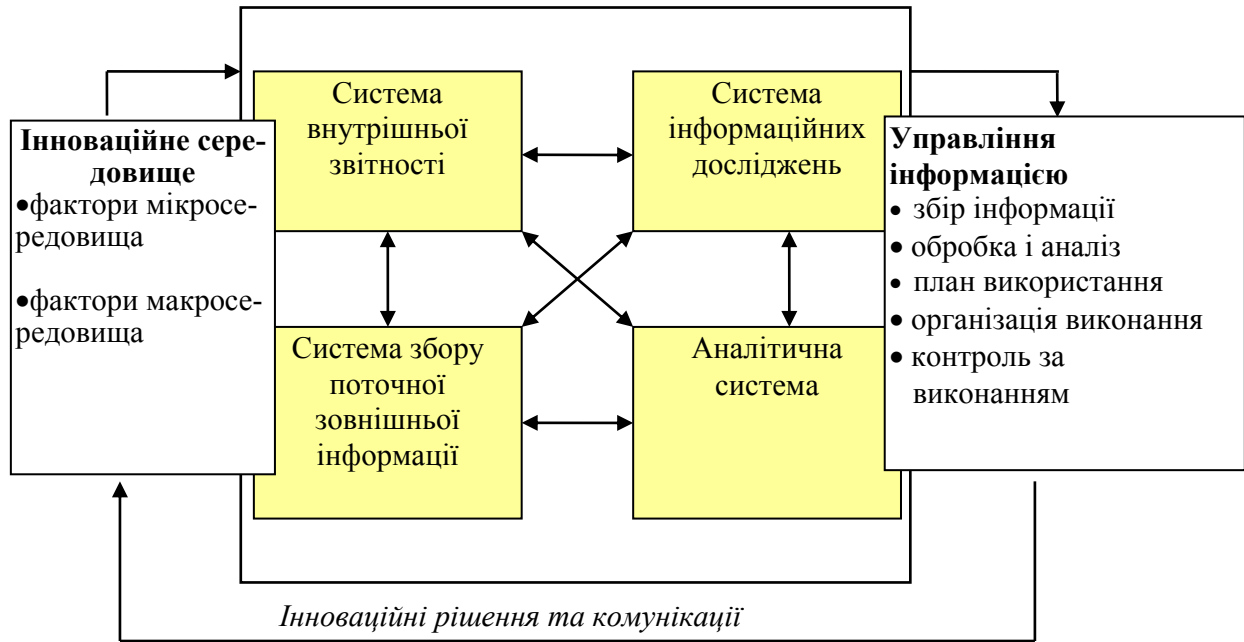 Інноваційне сере-
довище
•фактори мікросе-
редовища
•фактори макросе-
редовища
Система
внутрішньої
звітності
Система
інформаційних
досліджень
Система збору
поточної
зовнішньої
інформації
Аналітична
система
Управління
інформацією
• збір інформації
• обробка і аналіз
• план використання
• організація виконання
• контроль за
виконанням
Інноваційні рішення та комунікації